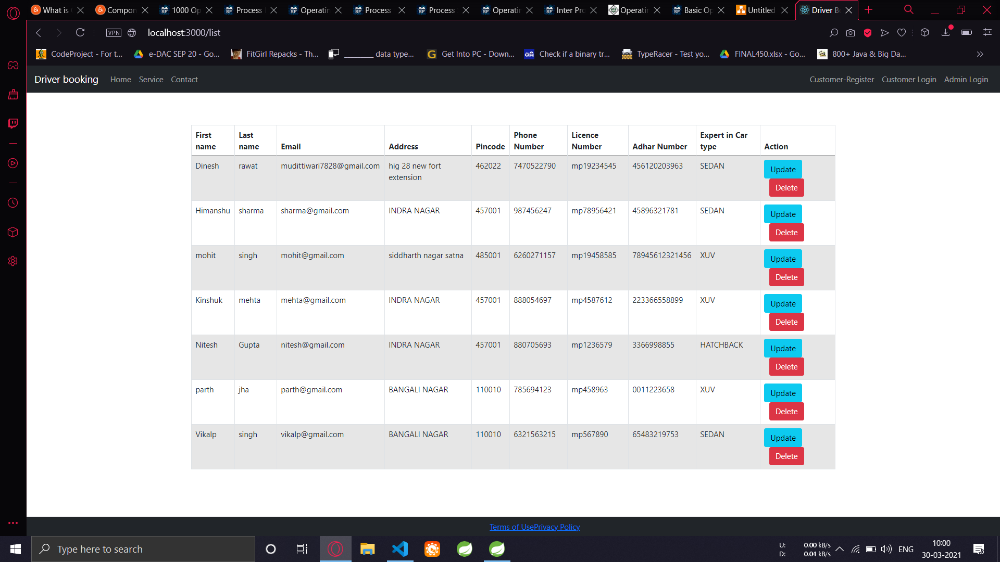 What is
Compon
1000 Op
Process
Operatin
Process
Process
Operatin
Inter Pro
Operatin
Basic Op
Untitled
Driver B
VPN
localhost:3000/list
CodeProject - For t...
e-DAC SEP 20 - Go...
FitGirl Repacks - Th...
________ data type...
Get Into PC - Down...
Check if a binary tr...
TypeRacer - Test yo...
FINAL450.xlsx - Go...
800+ Java & Big Da...
Driver booking Home Service Contact Customer-Register Customer Login Admin Login
First name Last name Email Address Pincode Phone Number Licence Number Adhar Number Expert in Car type Action
Dinesh rawat mudittiwari7828@gmail.com hig 28 new fort extension 462022 7470522790 mp19234545 456120203963 SEDAN Update Delete
Himanshu sharma sharma@gmail.com INDRA NAGAR 457001 987456247 mp78956421 45896321781 SEDAN Update Delete
mohit singh mohit@gmail.com siddharth nagar satna 485001 6260271157 mp19458585 78945612321456 XUV Update Delete
Kinshuk mehta mehta@gmail.com INDRA NAGAR 457001 888054697 mp4587612 223366558899 XUV Update Delete
Nitesh Gupta nitesh@gmail.com INDRA NAGAR 457001 880705693 mp1236579 3366998855 HATCHBACK Update Delete
parth jha parth@gmail.com BANGALI NAGAR 110010 785694123 mp458963 0011223658 XUV Update Delete
Vikalp singh vikalp@gmail.com BANGALI NAGAR 110010 6321563215 mp567890 65483219753 SEDAN Update Delete
Terms of UsePrivacy Policy
Type here to search
U: 0.00 kB/s
D: 0.04 kB/s
ENG
10:00
30-03-2021